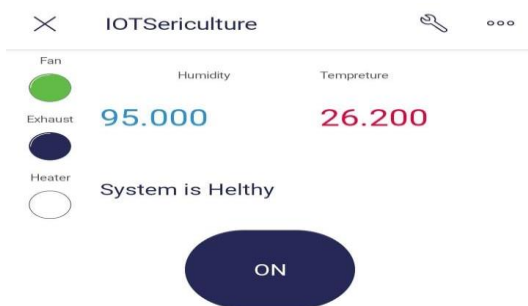 IOTSericulture
Fan
Humidity Tempreture
Exhaust
95.000 26.200
Heater
System is Helthy
ON